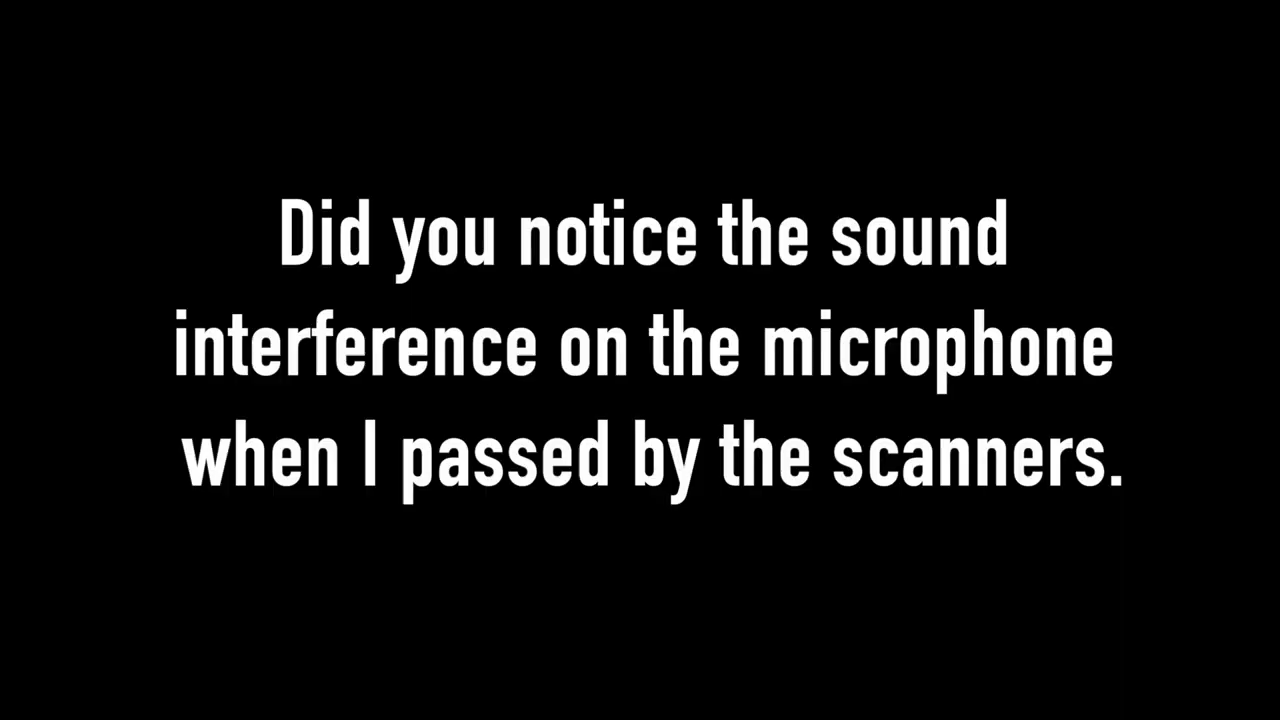 Did you notice the sound
interference on the microphone
when I passed by the scanners.